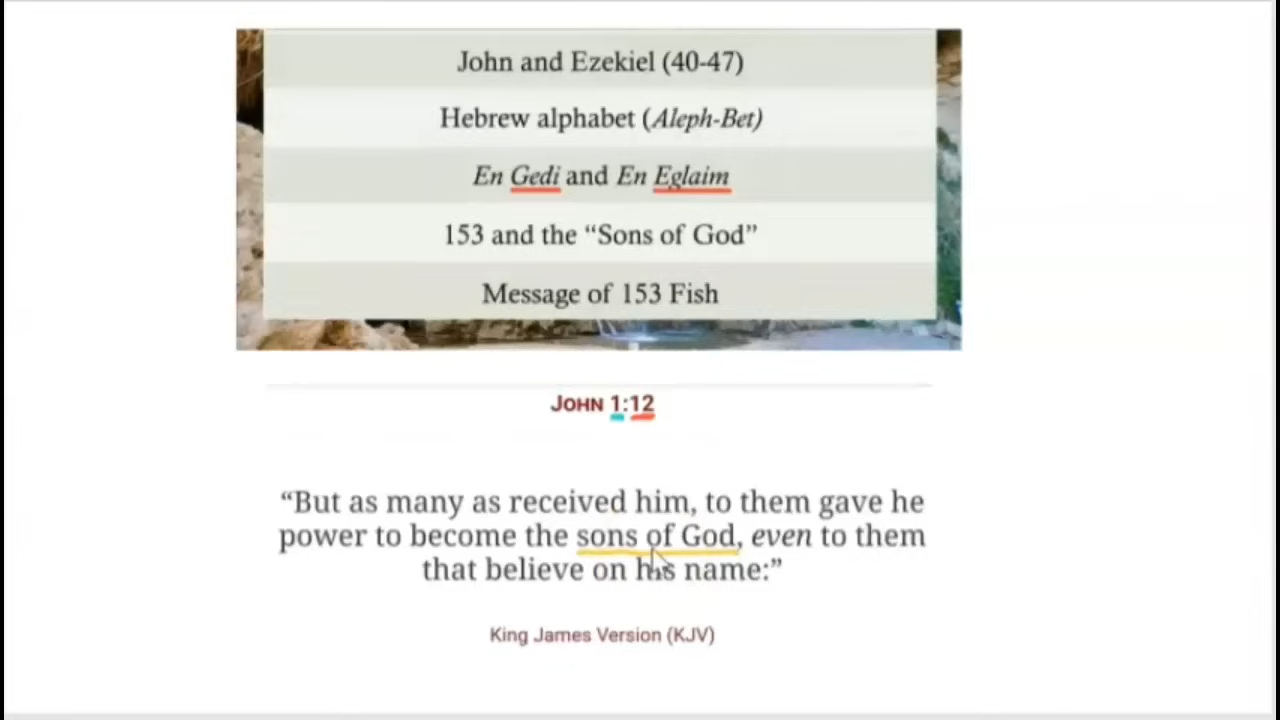 John and Ezekiel (40-47)
Hebrew alphabet (Aleph-Bet)
En Gedi and En Eglaim
153 and the “Sons of God”
Message of 153 Fish
JOHN 1:12
“But as many as received him, to them gave he
power to become the sons of God, even to them
that believe on his name:”
King James Version (KJV)